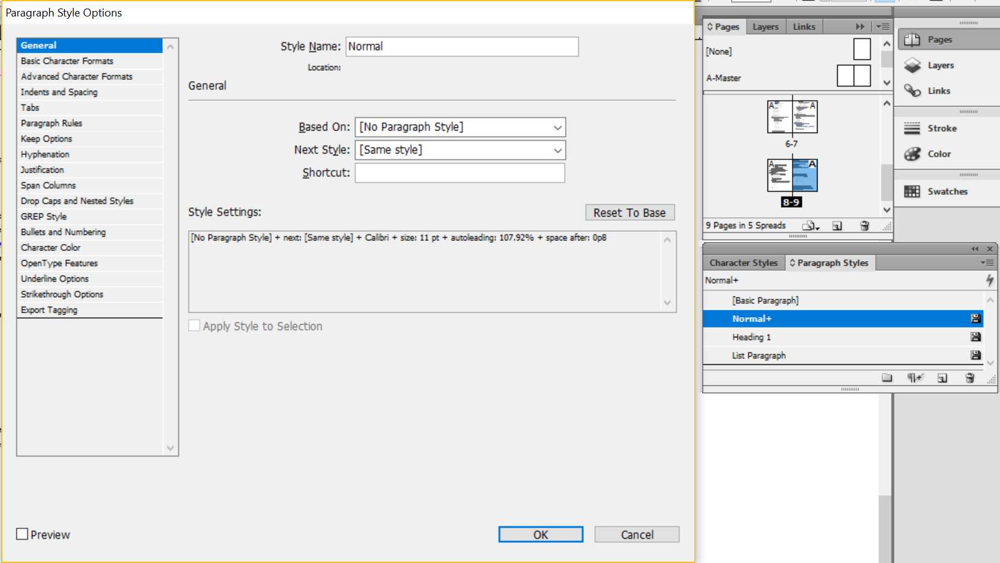 Paragraph Style Options
General
Basic Character Formats
Advanced Character Formats
Indents and Spacing
Tabs
Paragraph Rules
Keep Options
Hyphenation
Justification
Span Columns
Drop Caps and Nested Styles
GREP Style
Bullets and Numbering
Character Color
OpenType Features
Underline Options
Strikethrough Options
Export Tagging
Style Name: Normal
Location:
General
Based On: [No Paragraph Style]
Next Style: [Same style]
Shortcut:
Style Settings:
Reset To Base
[No Paragraph Style] + next: [Same style] + Calibri + size: 11 pt + autoleading: 107.92% + space after: 0p8
Apply Style to Selection
Preview
OK
Cancel
Pages
Layers
Links
[None]
A-Master
A
A
6-7
A
A
8-9
9 Pages in 5 Spreads
Character Styles
Paragraph Styles
Normal+
[Basic Paragraph]
Normal+
Heading 1
List Paragraph
Pages
Layers
Links
Stroke
Color
Swatches